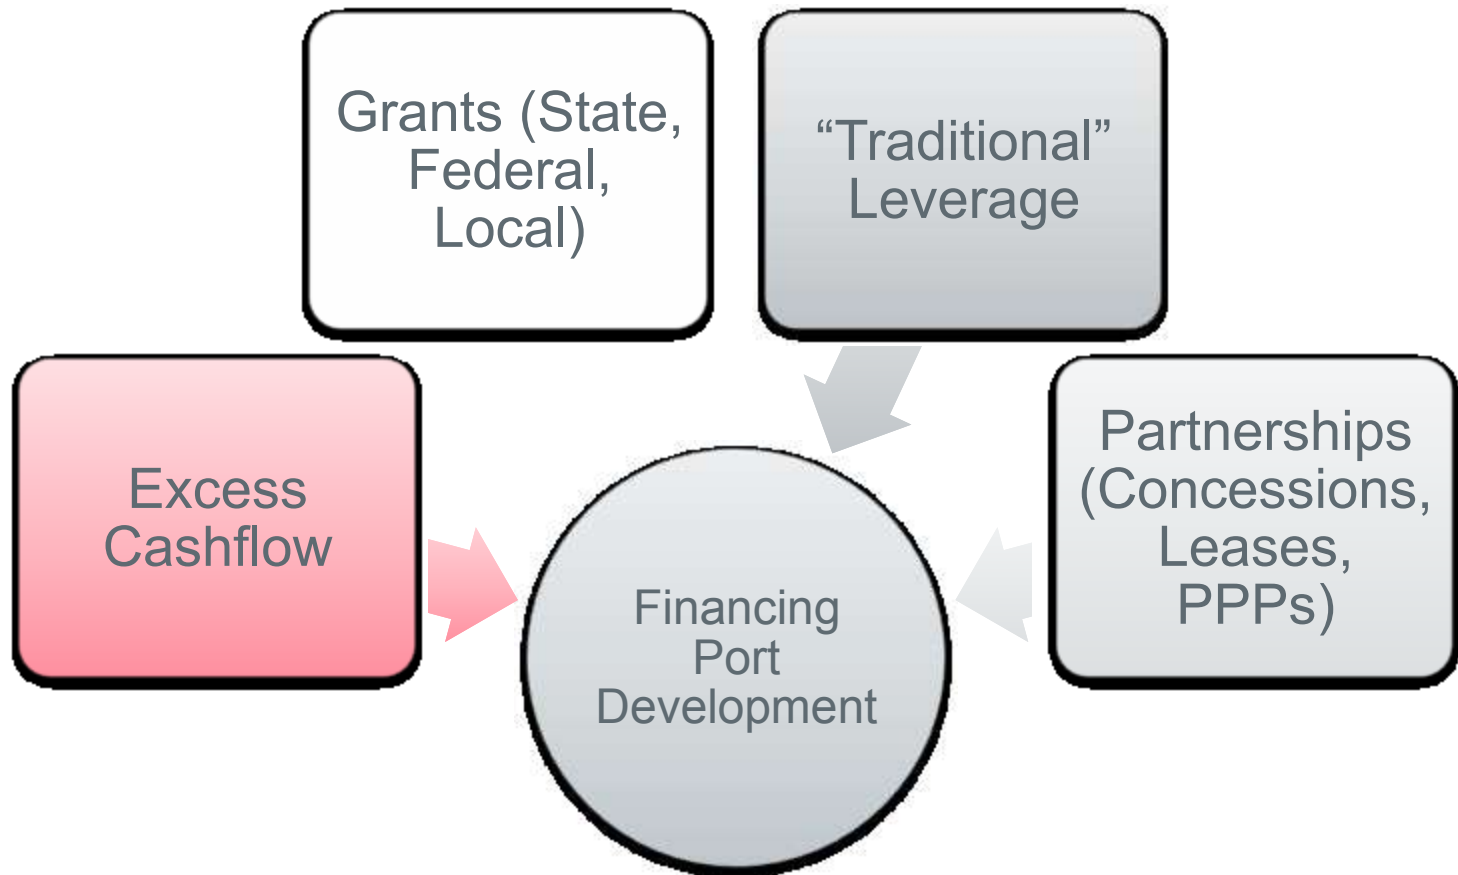 Grants (State,
Federal,
Local)
“Traditional”
Leverage
Excess
Cashflow
Partnerships
(Concessions,
Leases,
PPPs)
Financing
Port
Development